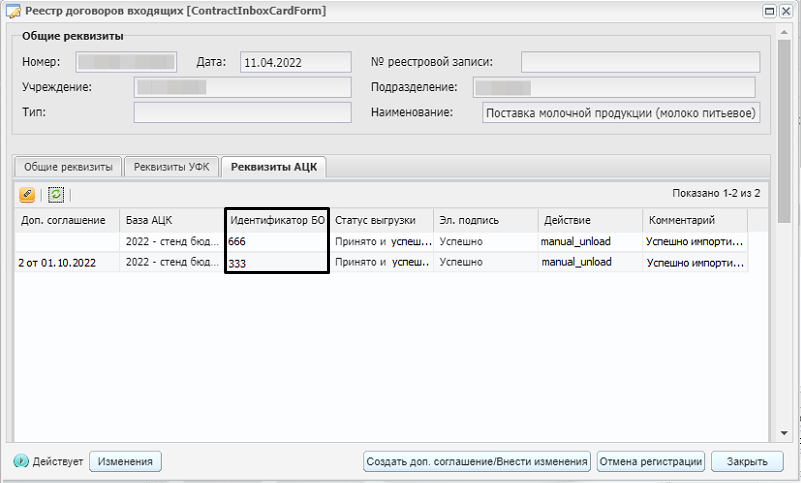 Реестр договоров входящих [ContractInboxCardForm]
Общие реквизиты
Номер: Дата: 11.04.2022 № реестровой записи:
Учреждение: Подразделение:
Тип: Наименование: Поставка молочной продукции (молоко питьевое)
Общие реквизиты Реквизиты УФК Реквизиты АЦК
Показано 1-2 из 2
Доп. соглашение База АЦК Идентификатор БО Статус выгрузки Эл. подпись Действие Комментарий
2022 - стенд бюд... 666 Принято и успеш... Успешно manual_unload Успешно импорти...
2 от 01.10.2022 2022 - стенд бюд... 333 Принято и успеш.. Успешно manual_unload Успешно импорти...
Действует Изменения Создать доп. соглашение/Внести изменения Отмена регистрации Закрыть